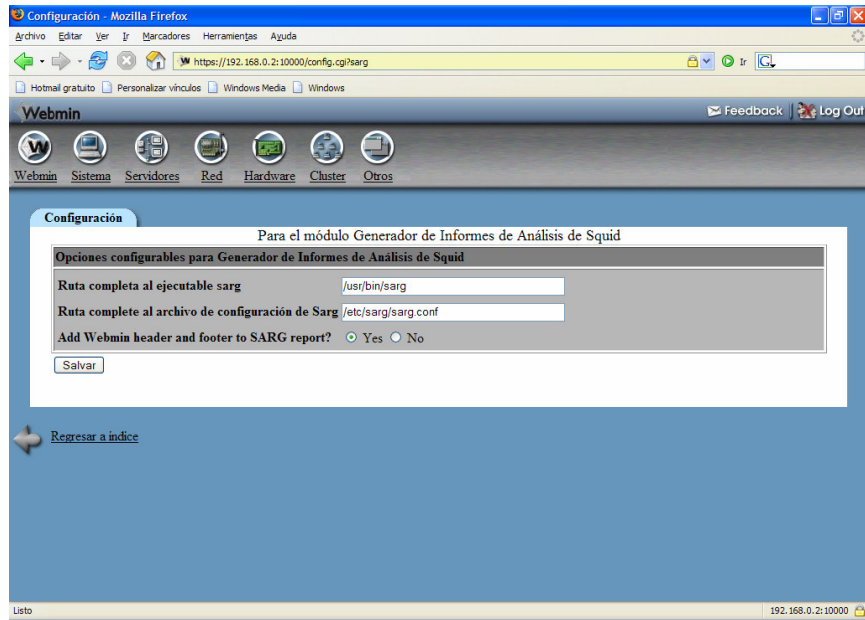 Configuración - Mozilla Firefox
Archivo Editar Ver Ir Marcadores Herramientas Ayuda
https://192.168.0.2:10000/config.cgi?sarg Ir G
Hotmail gratuito Personalizar vínculos Windows Media Windows
Webmin Feedback Log Out
Webmin Sistema Servidores Red Hardware Cluster Otros
Configuración
Para el módulo Generador de Informes de Análisis de Squid
Opciones configurables para Generador de Informes de Análisis de Squid
Ruta completa al ejecutable sarg /usr/bin/sarg
Ruta complete al archivo de configuración de Sarg /etc/sarg/sarg.conf
Add Webmin header and footer to SARG report? Yes No
Salvar
Regresar a índice
Listo 192.168.0.2:10000